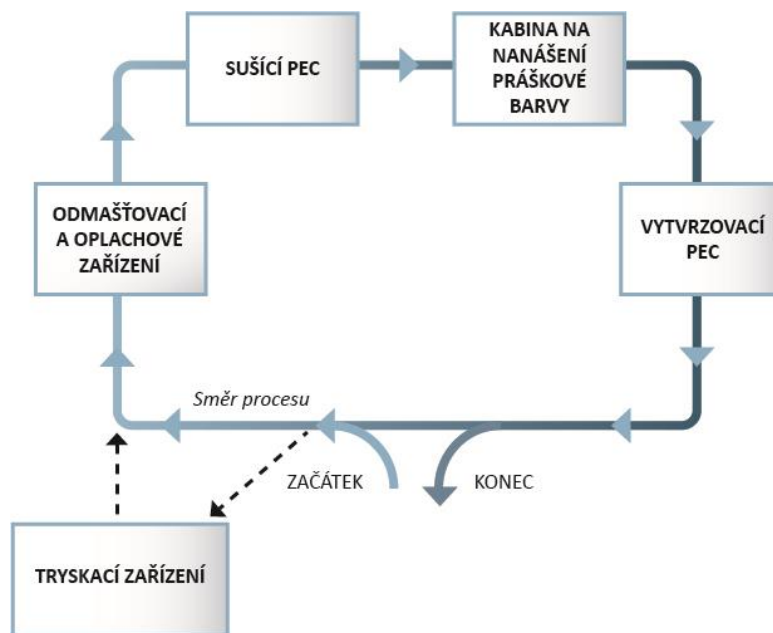 SUŠÍCÍ PEC
KABINA NA
NANÁŠENÍ
PRÁŠKOVÉ
BARVY
ODMAŠŤOVACÍ
A OPLACHOVÉ
ZAŘÍZENÍ
VYTVRZOVACÍ
PEC
Směr procesu
ZAČÁTEK
KONEC
TRYSKACÍ ZAŘÍZENÍ